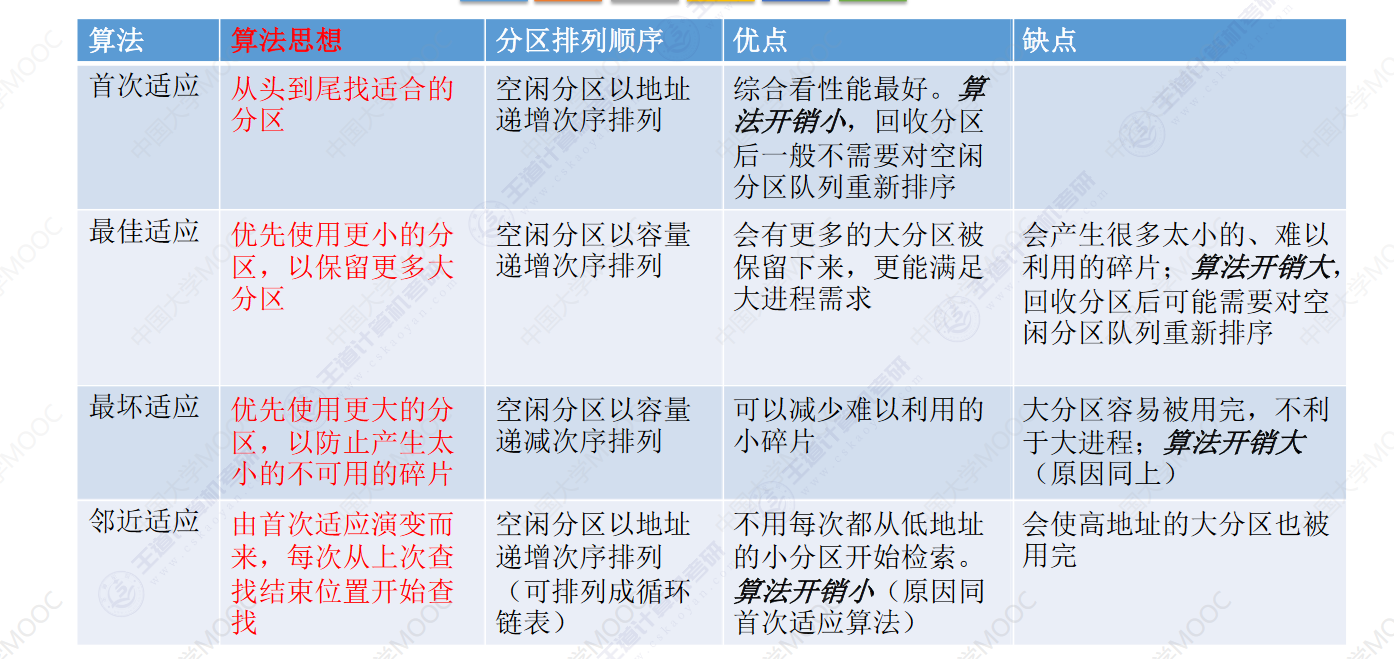 算法
算法思想
分区排列顺序
优点
缺点
首次适应
从头到尾找适合的
分区
空闲分区以地址
递增次序排列
综合看性能最好。算
法开销小，回收分区
后一般不需要对空闲
分区队列重新排序
最佳适应
优先使用更小的分
区，以保留更多大
分区
空闲分区以容量
递增次序排列
会有更多的大分区被
保留下来，更能满足
大进程需求
会产生很多太小的、难以
利用的碎片；算法开销大，
回收分区后可能需要对空
闲分区队列重新排序
最坏适应
优先使用更大的分
区，以防止产生太
小的不可用的碎片
空闲分区以容量
递减次序排列
可以减少难以利用的
小碎片
大分区容易被用完，不利
于大进程；算法开销大
（原因同上）
邻近适应
由首次适应演变而
来，每次从上次查
找结束位置开始查
找
空闲分区以地址
递增次序排列
（可排列成循环
链表）
不用每次都从低地址
的小分区开始检索。
算法开销小（原因同
首次适应算法）
会使高地址的大分区也被
用完
中国大学MOOC
王道计算机考研